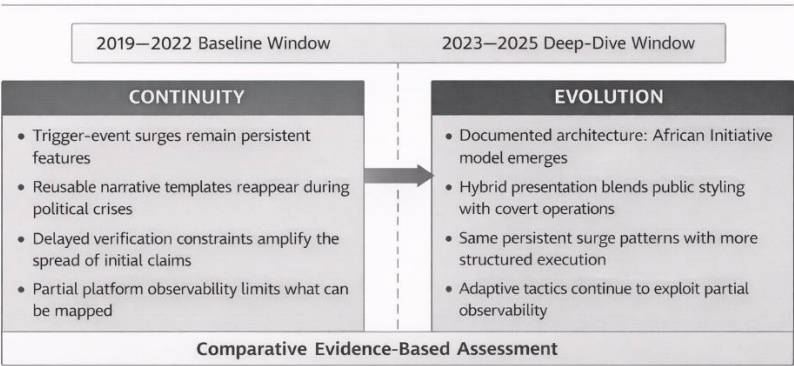 2019—2022 Baseline Window
2023—2025 Deep-Dive Window
CONTINUITY
• Trigger-event surges remain persistent
features
• Reusable narrative templates reappear during
political crises
• Delayed verification constraints amplify the
spread of initial claims
• Partial platform observability limits what can
be mapped
EVOLUTION
• Documented architecture: African Initiative
model emerges
• Hybrid presentation blends public styling
with covert operations
• Same persistent surge patterns with more
structured execution
• Adaptive tactics continue to exploit partial
observability
Comparative Evidence-Based Assessment